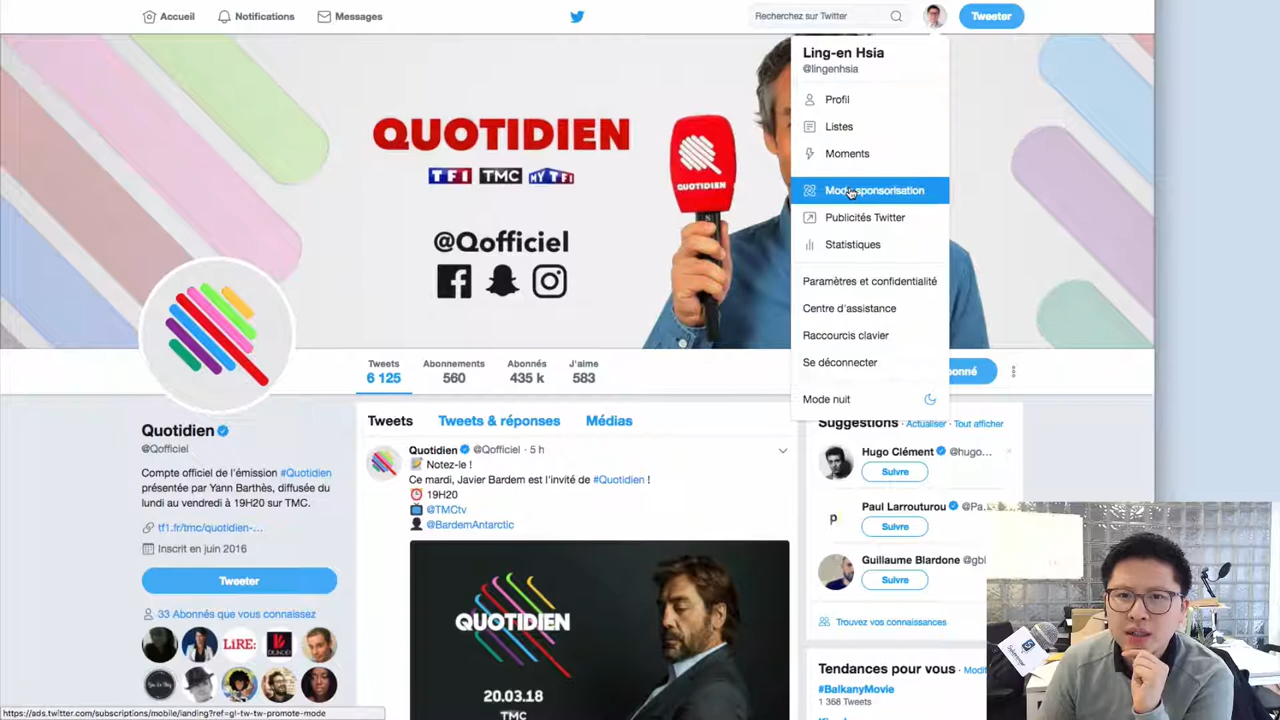 Accueil
Notifications
Messages
Recherchez sur Twitter
Tweeter
QUOTIDIEN
TF1 TMC MYTF1
@Qofficiel
QUOTIDIEN
Ling-en Hsia
@lingenhsia
Profil
Listes
Moments
Mode sponsorisation
Publicités Twitter
Statistiques
Paramètres et confidentialité
Centre d'assistance
Raccourcis clavier
Se déconnecter
Mode nuit
Tweets
6 125
Abonnements
560
Abonnés
435 k
J'aime
583
onné
Quotidien
@Qofficiel
Compte officiel de l'émission #Quotidien
présentée par Yann Barthès, diffusée du
lundi au vendredi à 19H20 sur TMC.
tf1.fr/tmc/quotidien-...
Inscrit en juin 2016
Tweeter
33 Abonnés que vous connaissez
LiRE:
Tweets
Tweets & réponses
Médias
Quotidien @Qofficiel · 5 h
Notez-le !
Ce mardi, Javier Bardem est l'invité de #Quotidien !
19H20
@TMCtv
@BardemAntarctic
QUOTIDIEN
20.03.18
TMC
Suggestions · Actualiser · Tout afficher
Hugo Clément @hugo...
Suivre
Paul Larrouturou @Pa...
Suivre
Guillaume Blardone @gbl
Suivre
Trouvez vos connaissances
Tendances pour vous · Modi
#BalkanyMovie
1 368 Tweets
https://ads.twitter.com/subscriptions/mobile/landing?ref=gl-tw-tw-promote-mode